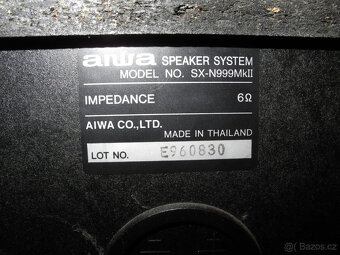 aiwa SPEAKER SYSTEM
MODEL NO. SX-N999MkII
IMPEDANCE 6Ω
AIWA CO.,LTD.
MADE IN THAILAND
LOT NO. E960830
Bazoš.cz